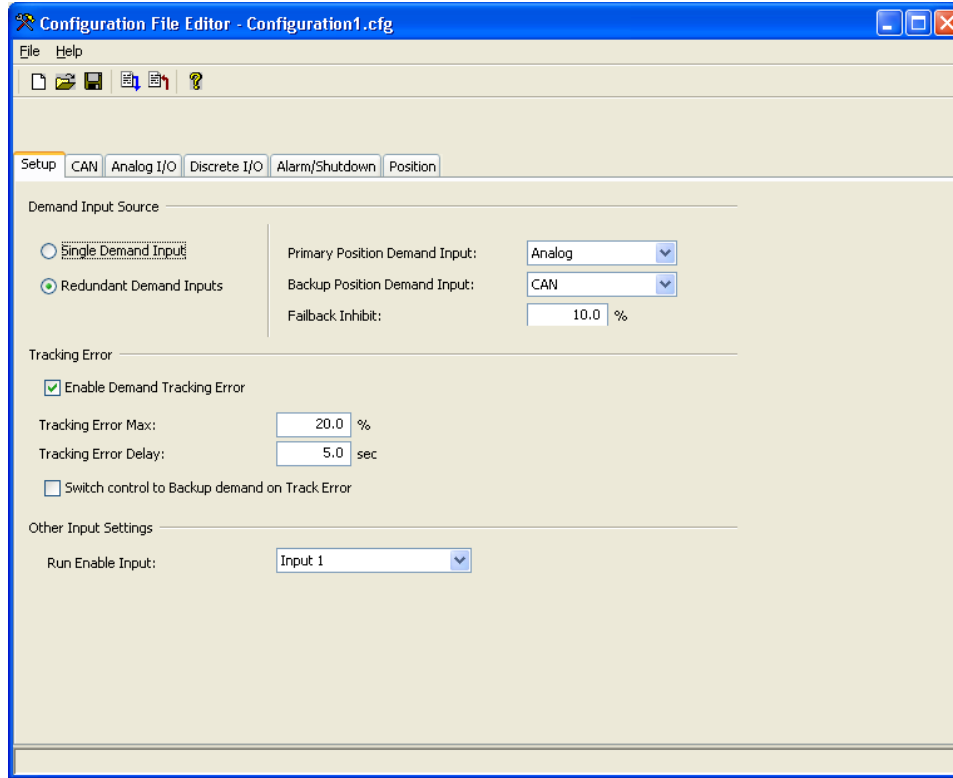 Configuration File Editor - Configuration1.cfg
File Help
Setup CAN Analog I/O Discrete I/O Alarm/Shutdown Position
Demand Input Source
Single Demand Input
Redundant Demand Inputs
Primary Position Demand Input: Analog
Backup Position Demand Input: CAN
Failback Inhibit: 10.0 %
Tracking Error
Enable Demand Tracking Error
Tracking Error Max: 20.0 %
Tracking Error Delay: 5.0 sec
Switch control to Backup demand on Track Error
Other Input Settings
Run Enable Input: Input 1